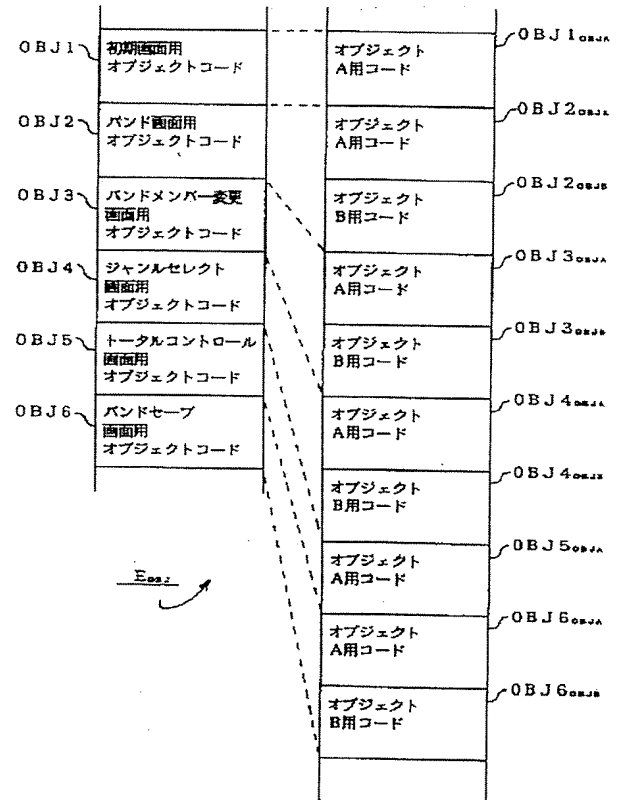 OBJ1
初期画面用
オブジェクトコード
OBJ2
バンド画面用
オブジェクトコード
OBJ3
バンドメンバー変更
画面用
オブジェクトコード
OBJ4
ジャンルセレクト
画面用
オブジェクトコード
OBJ5
トータルコントロール
画面用
オブジェクトコード
OBJ6
バンドセーブ
画面用
オブジェクトコード
EOBJ
オブジェクト
A用コード
OBJ1OBJA
オブジェクト
A用コード
OBJ2OBJA
オブジェクト
B用コード
OBJ2OBJB
オブジェクト
A用コード
OBJ3OBJA
オブジェクト
B用コード
OBJ3OBJB
オブジェクト
A用コード
OBJ4OBJA
オブジェクト
B用コード
OBJ4OBJB
オブジェクト
A用コード
OBJ5OBJA
オブジェクト
A用コード
OBJ6OBJA
オブジェクト
B用コード
OBJ6OBJB